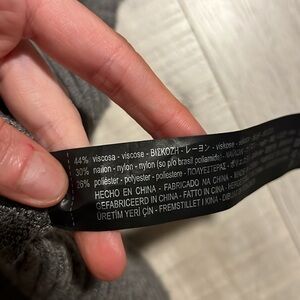 44% viscosa - viscose - ΒΙΣΚΟΖΗ - レーヨン - viskose -
30% nailon - nylon - nylon (so p/o brasil poliamida) -
26% poliéster - polyester - poliestere - ΠΟΛΥΕΣΤΕΡΑΣ -
HECHO EN CHINA - FABRICADO NA CHINA -
GEFABRICEERD IN CHINA - FATTO IN CINA -
ÜRETİM YERİ ÇİN - FREMSTILLET I KINA -